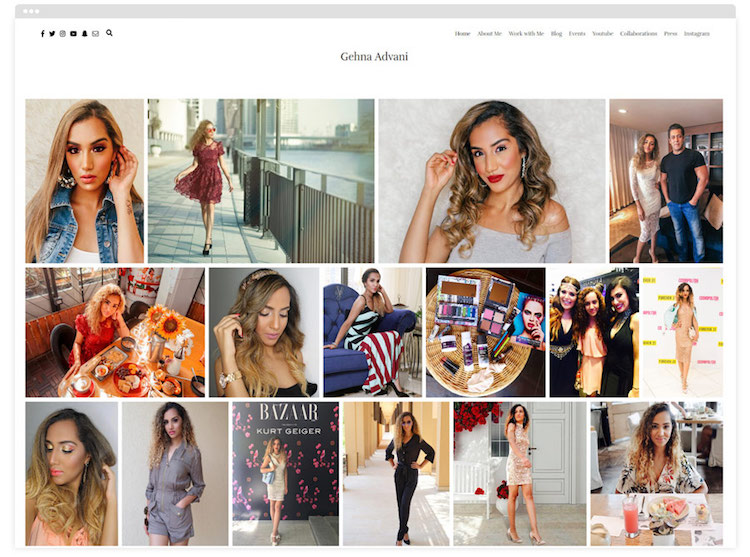 Home About Me Work with Me Blog Events Youtube Collaborations Press Instagram
Gehna Advani
BAZAAR
KURT GEIGER